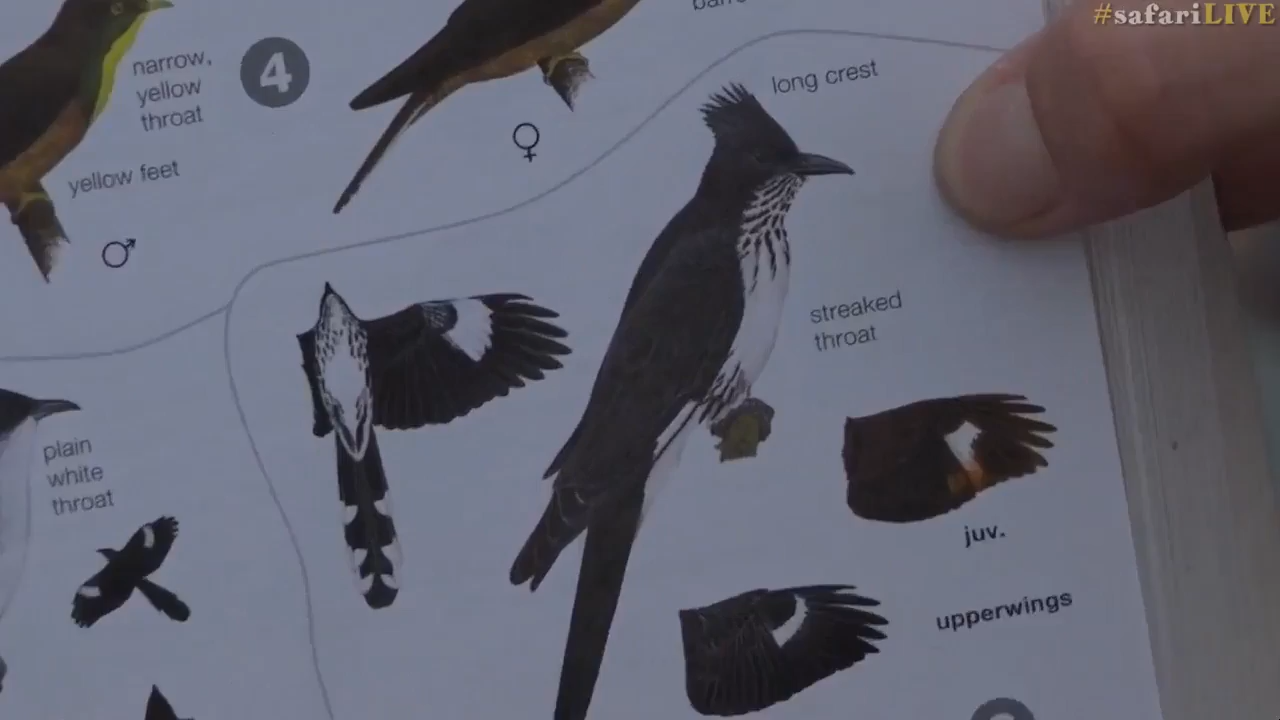 #safariLIVE
narrow,
yellow
throat
4
yellow feet
♂
♀
long crest
streaked
throat
plain
white
throat
juv.
upperwings